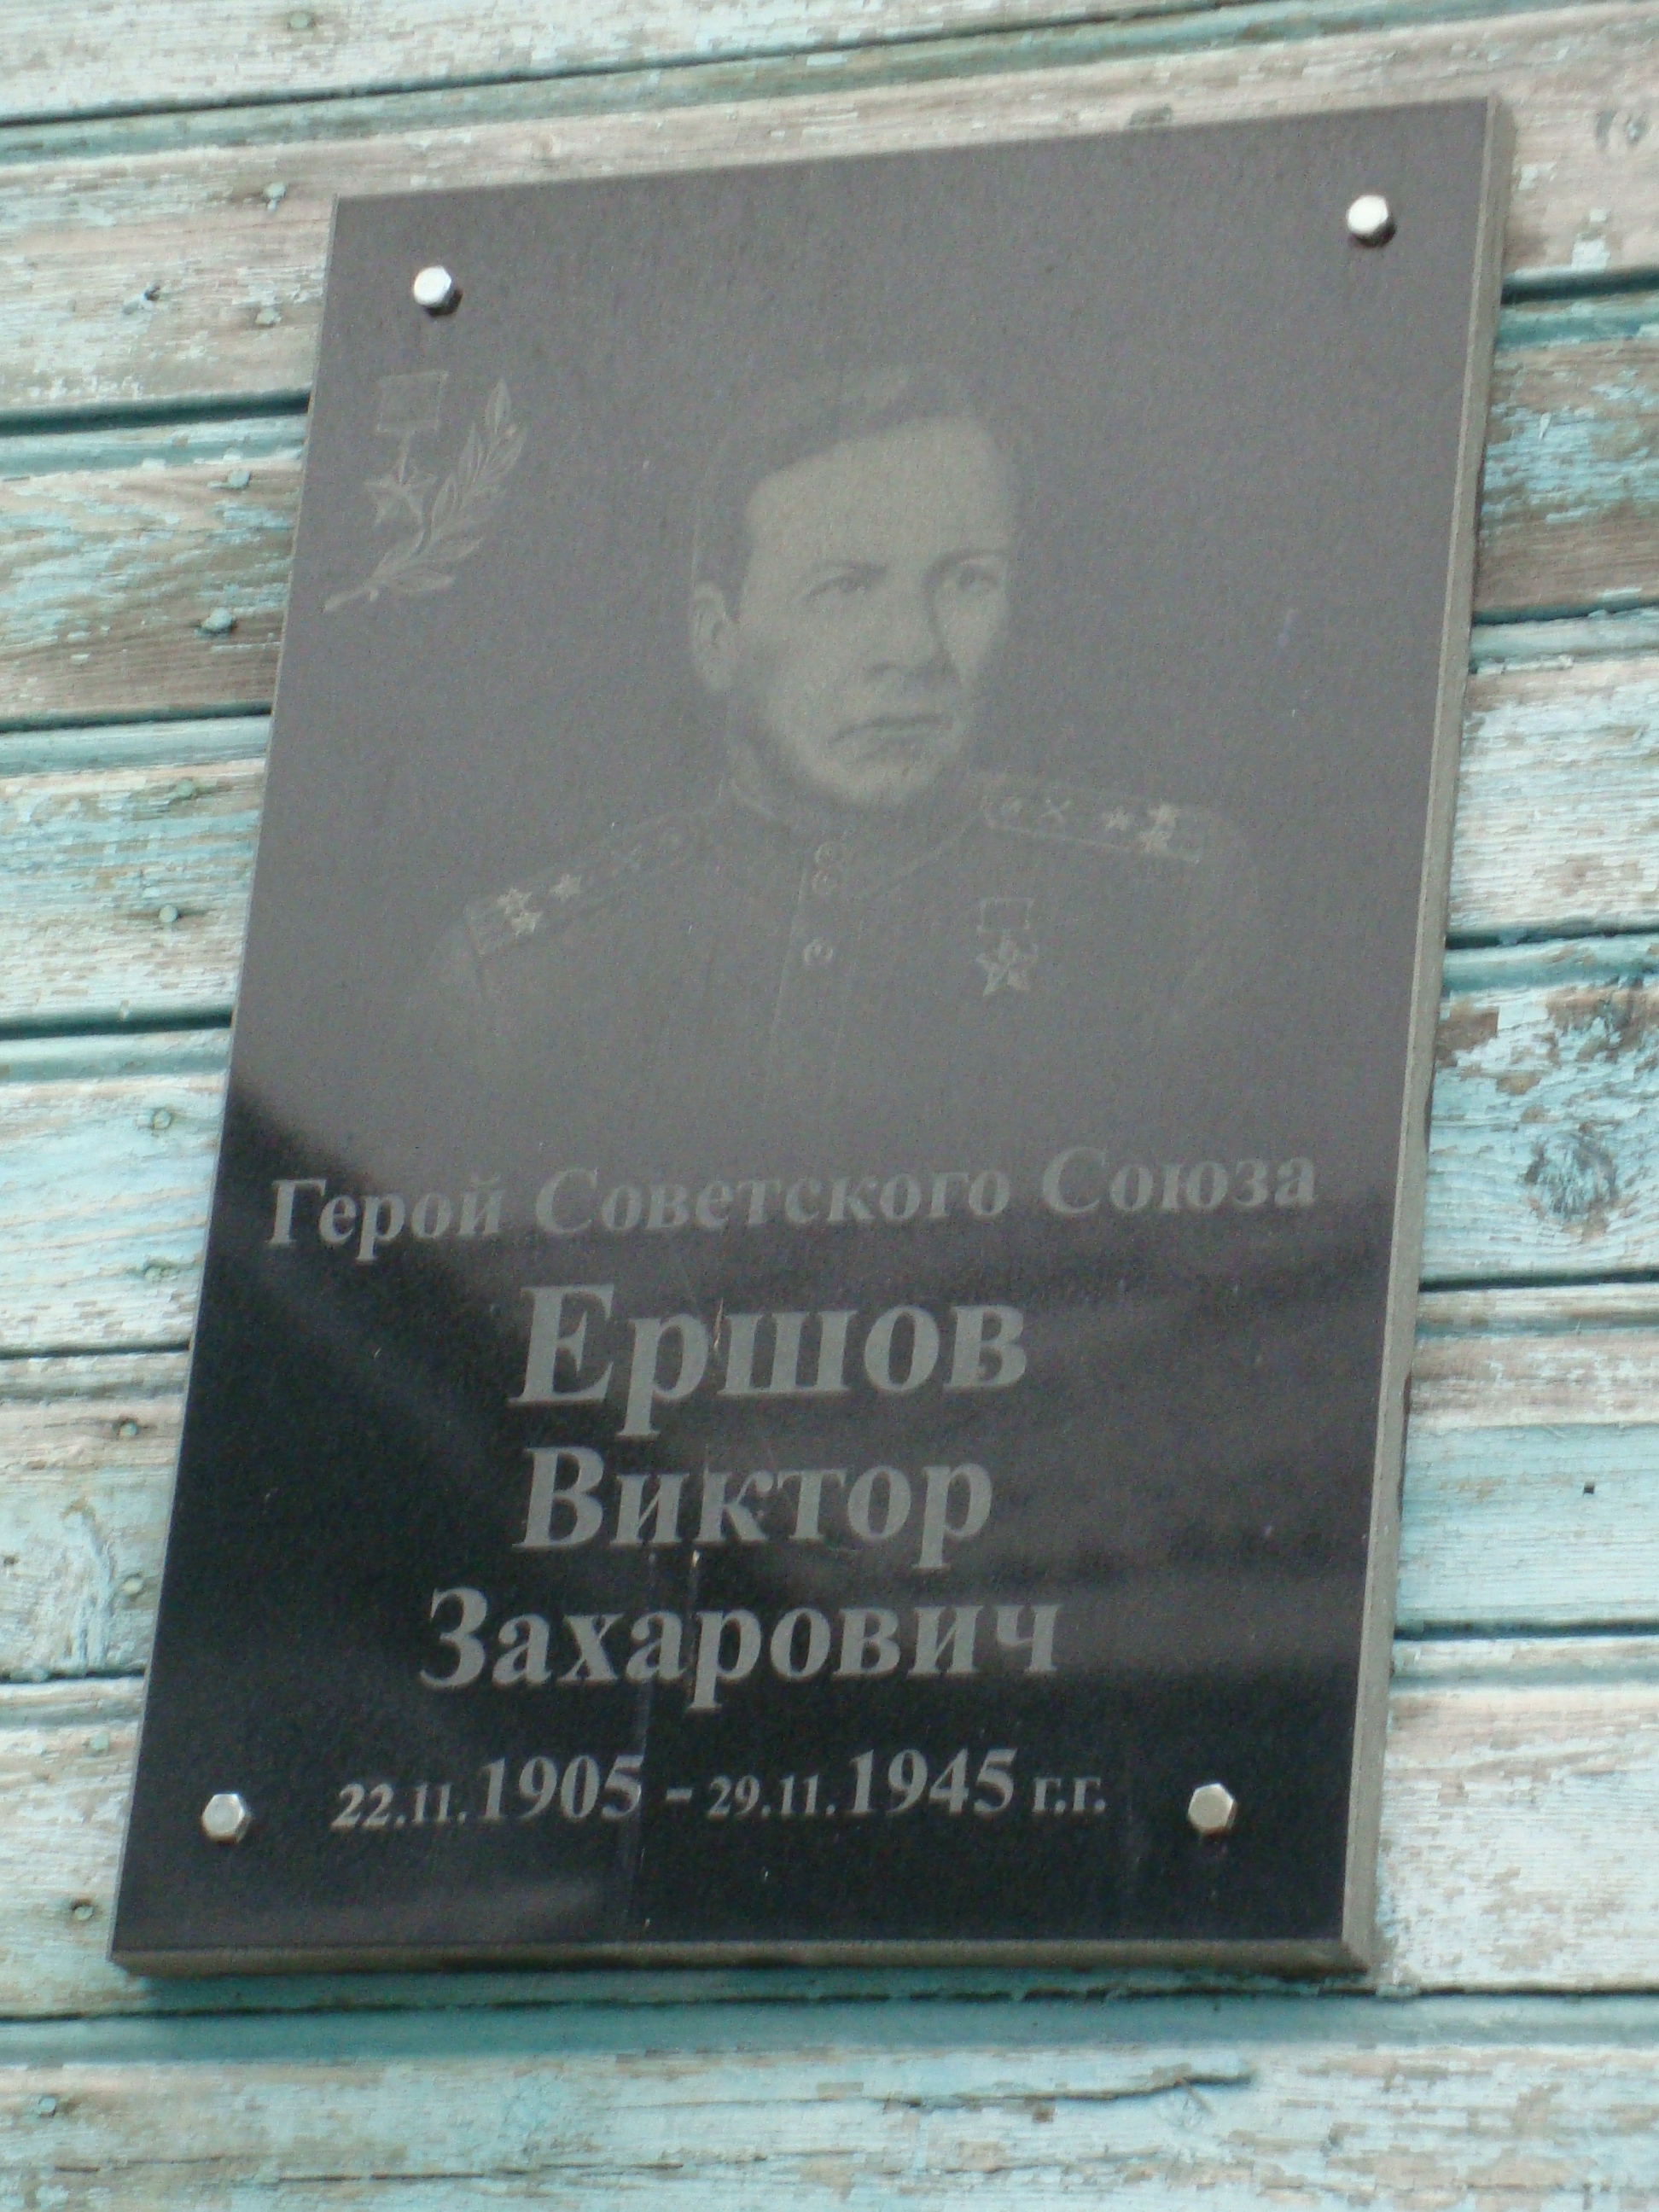 Герой Советского Союза
Ершов
Виктор
Захарович
22.11.1905 - 29.11.1945 г.г.